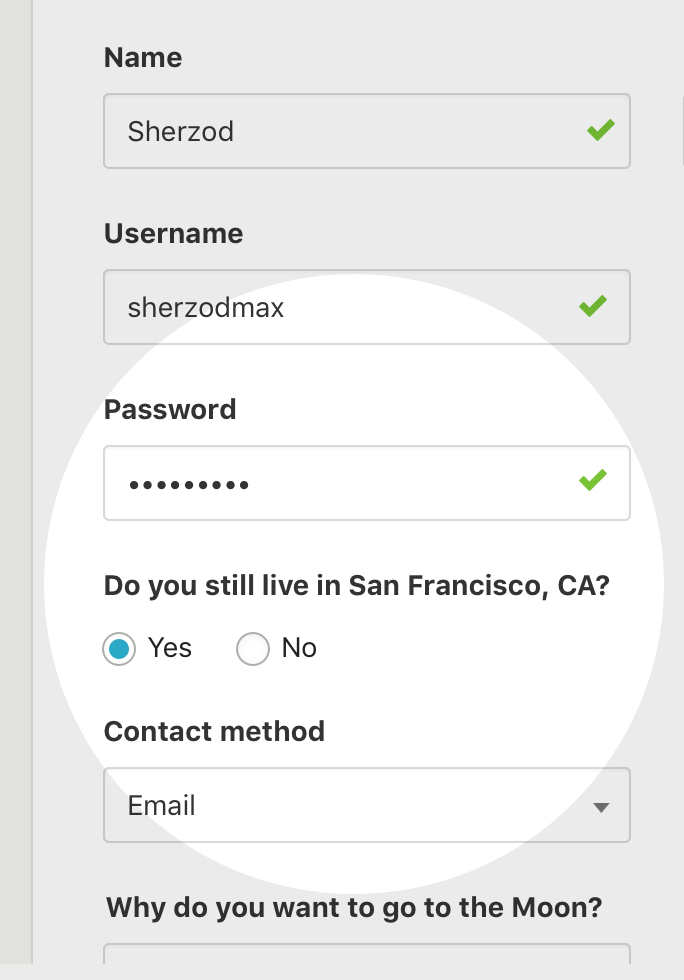 Name
Sherzod
Username
sherzodmax
Password
•••••••••
Do you still live in San Francisco, CA?
Yes No
Contact method
Email
Why do you want to go to the Moon?